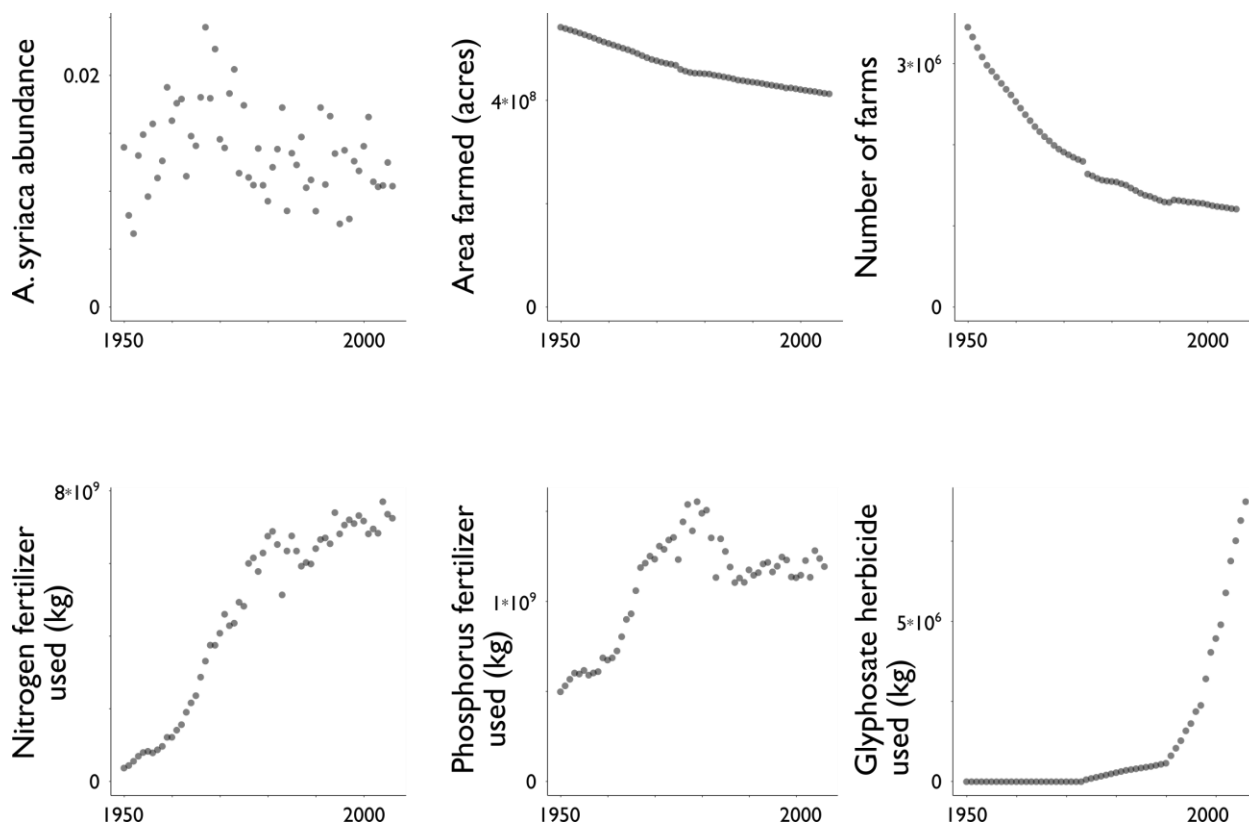 A. syriaca abundance
0.02
0
1950
2000
Area farmed (acres)
4*10⁸
0
1950
2000
Number of farms
3*10⁶
0
1950
2000
Nitrogen fertilizer
used (kg)
8*10⁹
0
1950
2000
Phosphorus fertilizer
used (kg)
1*10⁹
0
1950
2000
Glyphosate herbicide
used (kg)
5*10⁶
0
1950
2000